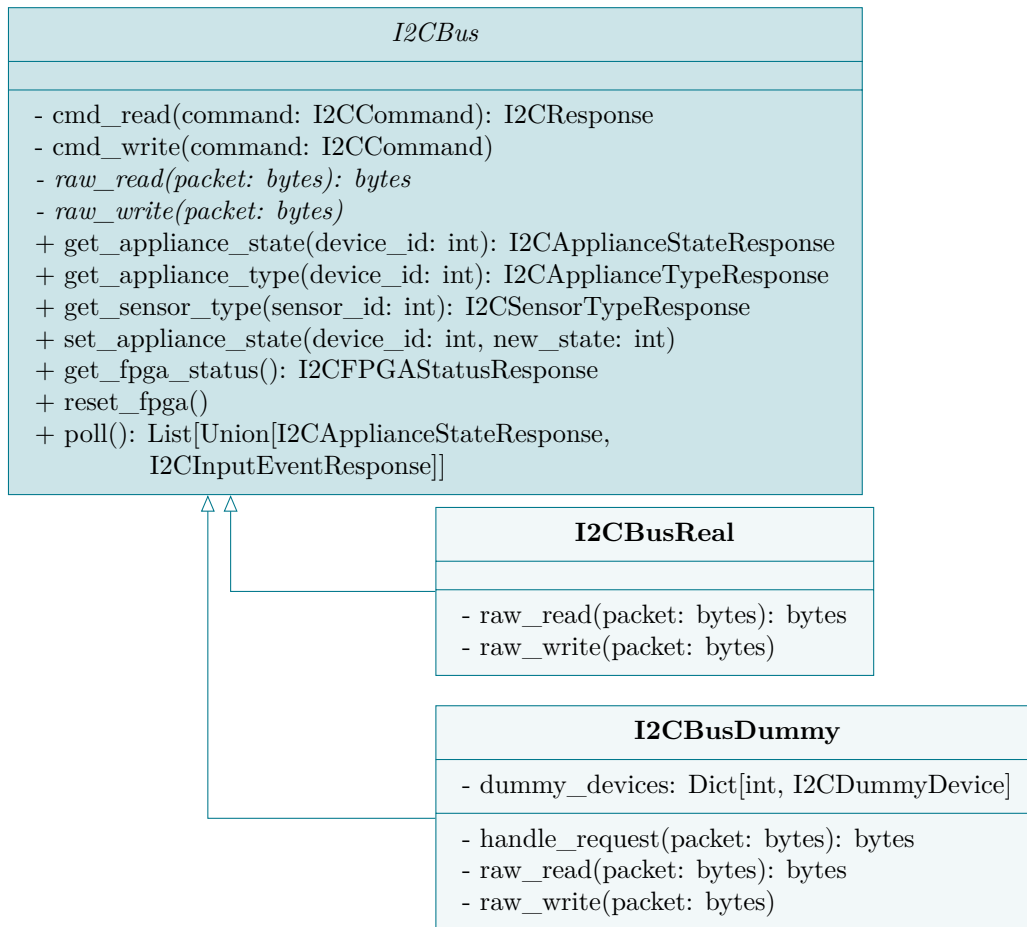 I2CBus
- cmd_read(command: I2CCommand): I2CResponse
- cmd_write(command: I2CCommand)
- raw_read(packet: bytes): bytes
- raw_write(packet: bytes)
+ get_appliance_state(device_id: int): I2CApplianceStateResponse
+ get_appliance_type(device_id: int): I2CApplianceTypeResponse
+ get_sensor_type(sensor_id: int): I2CSensorTypeResponse
+ set_appliance_state(device_id: int, new_state: int)
+ get_fpga_status(): I2CFPGAStatusResponse
+ reset_fpga()
+ poll(): List[Union[I2CApplianceStateResponse,
I2CInputEventResponse]]
I2CBusReal
- raw_read(packet: bytes): bytes
- raw_write(packet: bytes)
I2CBusDummy
- dummy_devices: Dict[int, I2CDummyDevice]
- handle_request(packet: bytes): bytes
- raw_read(packet: bytes): bytes
- raw_write(packet: bytes)